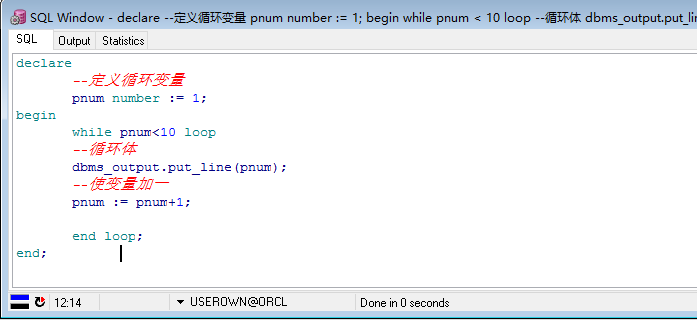 SQL Window - declare --定义循环变量 pnum number := 1; begin while pnum < 10 loop --循环体 dbms_output.put_lin
SQL Output Statistics
declare
--定义循环变量
pnum number := 1;
begin
while pnum<10 loop
--循环体
dbms_output.put_line(pnum);
--使变量加一
pnum := pnum+1;
end loop;
end;
12:14 USEROWN@ORCL Done in 0 seconds